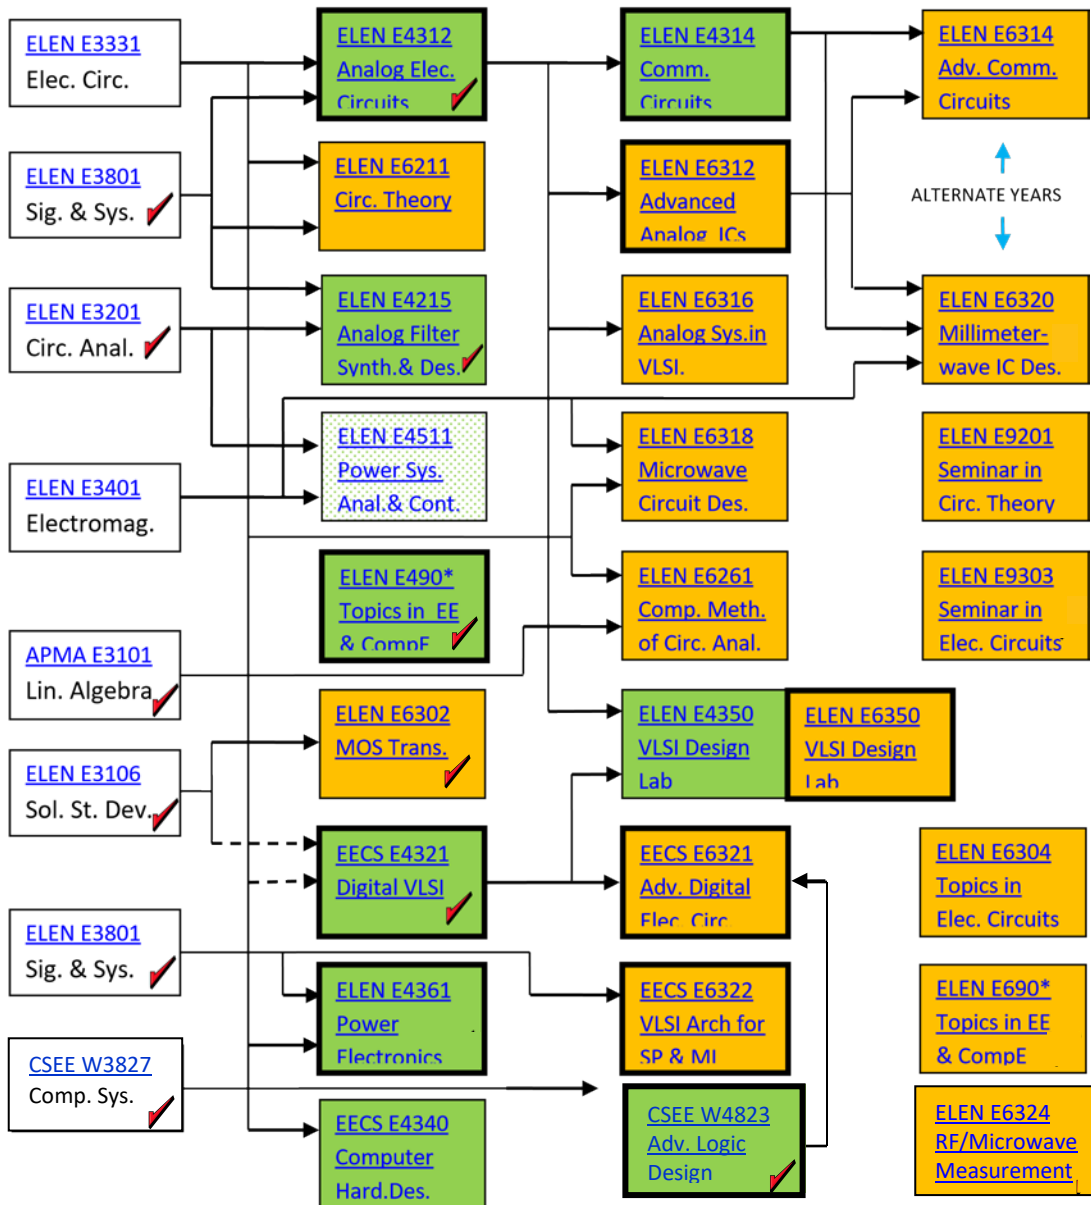 ELEN E3331
Elec. Circ.
ELEN E3801
Sig. & Sys.
ELEN E3201
Circ. Anal.
ELEN E3401
Electromag.
APMA E3101
Lin. Algebra
ELEN E3106
Sol. St. Dev.
ELEN E3801
Sig. & Sys.
CSEE W3827
Comp. Sys.
ELEN E4312
Analog Elec.
Circuits
ELEN E6211
Circ. Theory
ELEN E4215
Analog Filter
Synth.& Des.
ELEN E4511
Power Sys.
Anal.& Cont.
ELEN E490*
Topics in EE
& CompE
ELEN E6302
MOS Trans.
EECS E4321
Digital VLSI
ELEN E4361
Power
Electronics
EECS E4340
Computer
Hard.Des.
ELEN E4314
Comm.
Circuits
ELEN E6312
Advanced
Analog ICs
ELEN E6316
Analog Sys.in
VLSI.
ELEN E6318
Microwave
Circuit Des.
ELEN E6261
Comp. Meth.
of Circ. Anal.
ELEN E4350
VLSI Design
Lab
ELEN E6350
VLSI Design
Lab
EECS E6321
Adv. Digital
Elec. Circ.
EECS E6322
VLSI Arch for
SP & ML
CSEE W4823
Adv. Logic
Design
ELEN E6314
Adv. Comm.
Circuits
ALTERNATE YEARS
ELEN E6320
Millimeter-
wave IC Des.
ELEN E9201
Seminar in
Circ. Theory
ELEN E9303
Seminar in
Elec. Circuits
ELEN E6304
Topics in
Elec. Circuits
ELEN E690*
Topics in EE
& CompE
ELEN E6324
RF/Microwave
Measurement